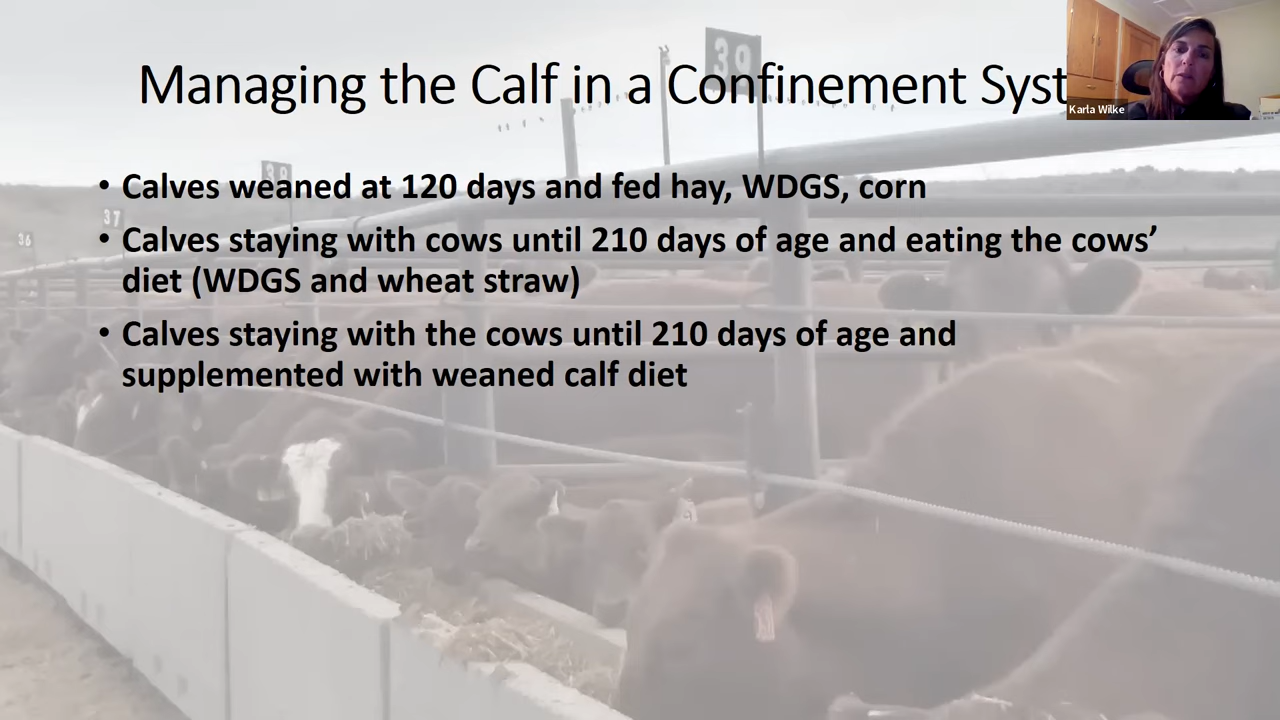 39
Managing the Calf in a Confinement Syst
Karla Wilke
38
• Calves weaned at 120 days and fed hay, WDGS, corn
37
36
• Calves staying with cows until 210 days of age and eating the cows’
diet (WDGS and wheat straw)
• Calves staying with the cows until 210 days of age and
supplemented with weaned calf diet